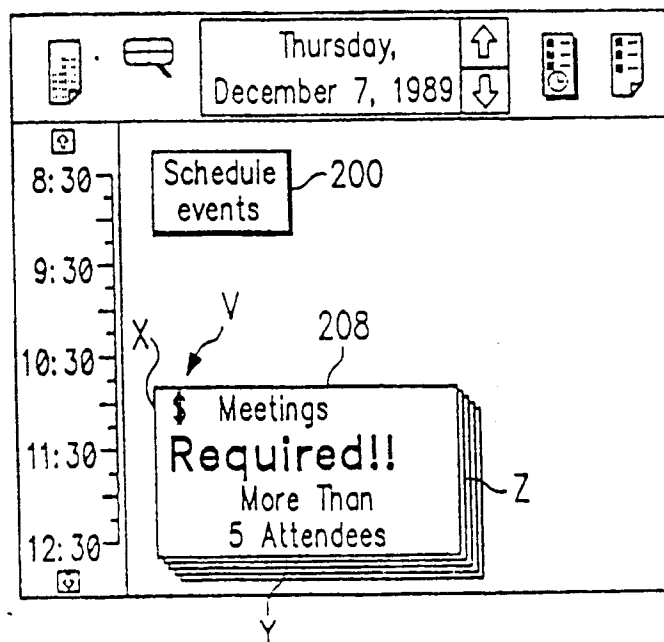 Thursday,
December 7, 1989
8:30
9:30
10:30
11:30
12:30
Schedule
events
200
V
X
208
$ Meetings
Required!!
More Than
5 Attendees
Z
Y